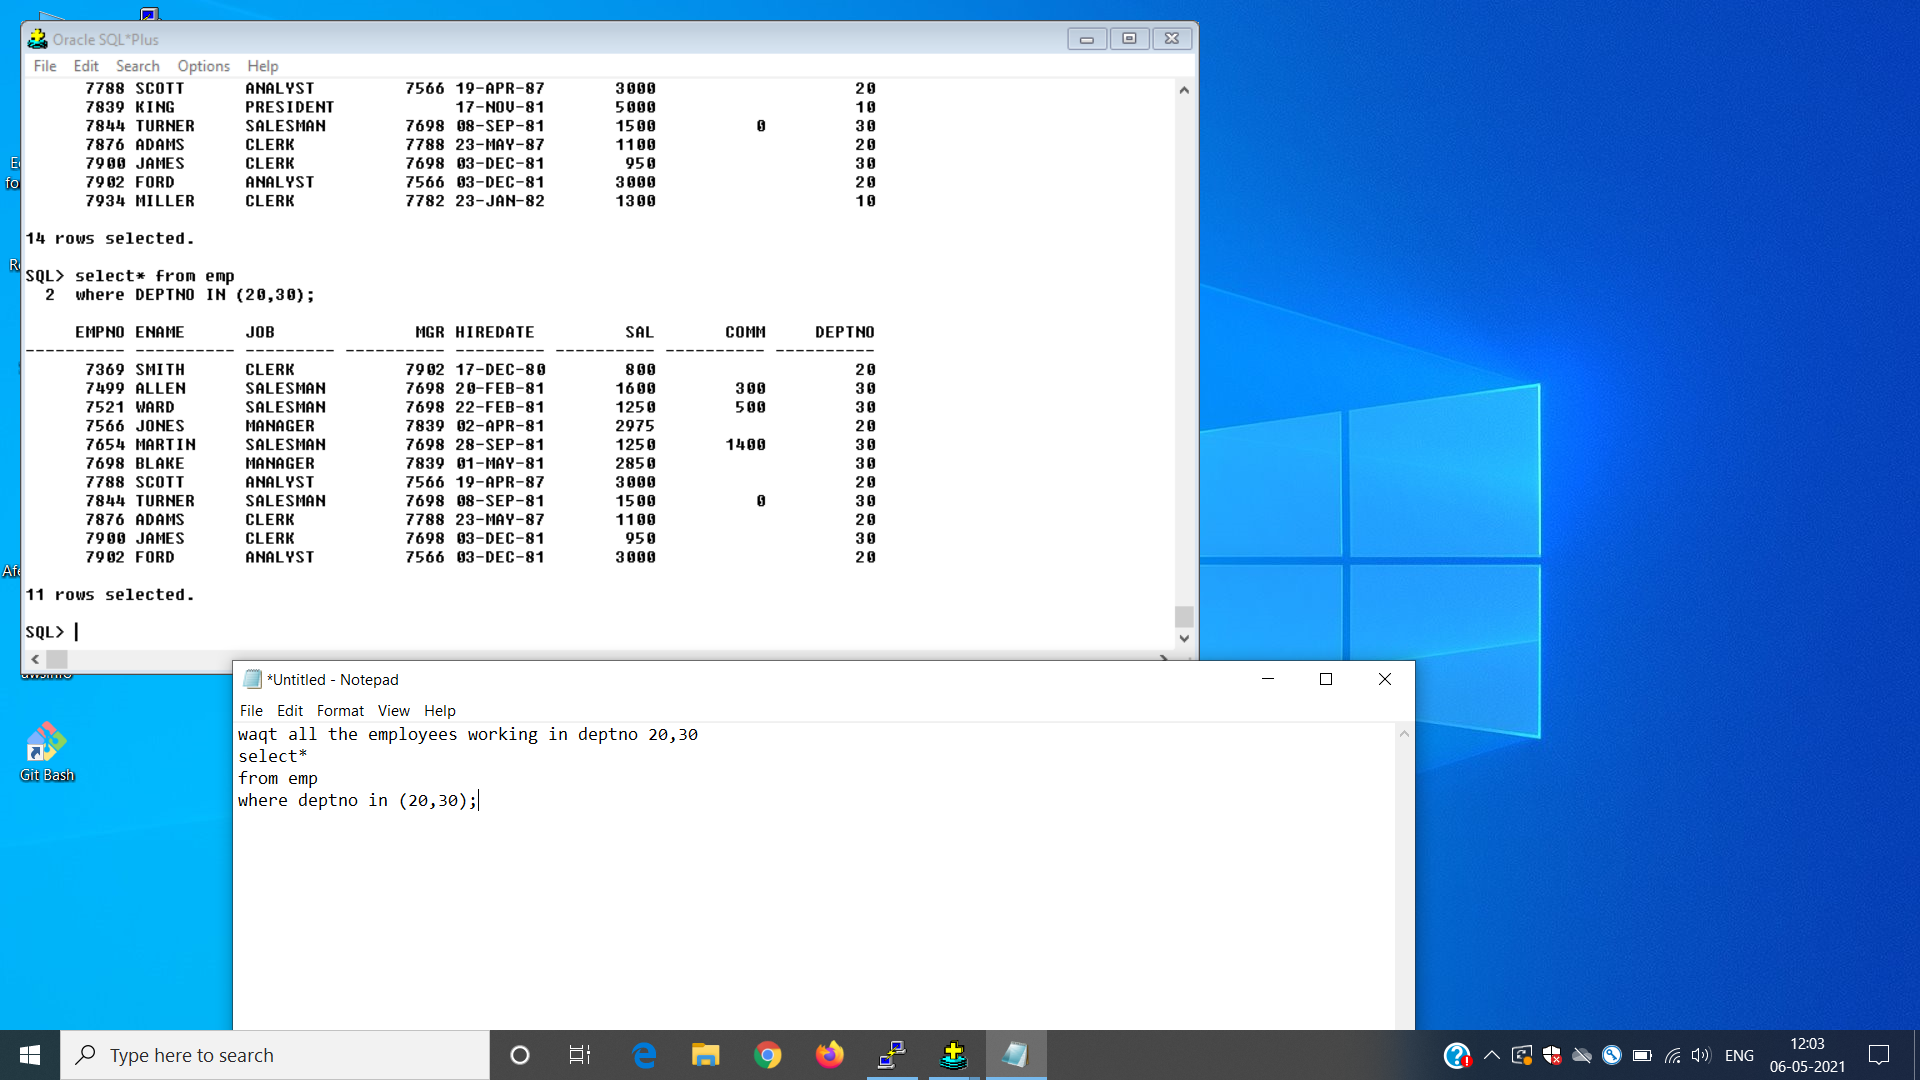 Oracle SQL*Plus
File Edit Search Options Help
7788 SCOTT ANALYST 7566 19-APR-87 3000 20
7839 KING PRESIDENT 17-NOV-81 5000 10
7844 TURNER SALESMAN 7698 08-SEP-81 1500 0 30
7876 ADAMS CLERK 7788 23-MAY-87 1100 20
7900 JAMES CLERK 7698 03-DEC-81 950 30
7902 FORD ANALYST 7566 03-DEC-81 3000 20
7934 MILLER CLERK 7782 23-JAN-82 1300 10
14 rows selected.
SQL> select* from emp
2 where DEPTNO IN (20,30);
EMPNO ENAME JOB MGR HIREDATE SAL COMM DEPTNO
---------- ---------- --------- ---------- --------- ---------- ---------- ----------
7369 SMITH CLERK 7902 17-DEC-80 800 20
7499 ALLEN SALESMAN 7698 20-FEB-81 1600 300 30
7521 WARD SALESMAN 7698 22-FEB-81 1250 500 30
7566 JONES MANAGER 7839 02-APR-81 2975 20
7654 MARTIN SALESMAN 7698 28-SEP-81 1250 1400 30
7698 BLAKE MANAGER 7839 01-MAY-81 2850 30
7788 SCOTT ANALYST 7566 19-APR-87 3000 20
7844 TURNER SALESMAN 7698 08-SEP-81 1500 0 30
7876 ADAMS CLERK 7788 23-MAY-87 1100 20
7900 JAMES CLERK 7698 03-DEC-81 950 30
7902 FORD ANALYST 7566 03-DEC-81 3000 20
11 rows selected.
SQL>
*Untitled - Notepad
File Edit Format View Help
waqt all the employees working in deptno 20,30
select*
from emp
where deptno in (20,30);
Git Bash
Type here to search
ENG
12:03
06-05-2021